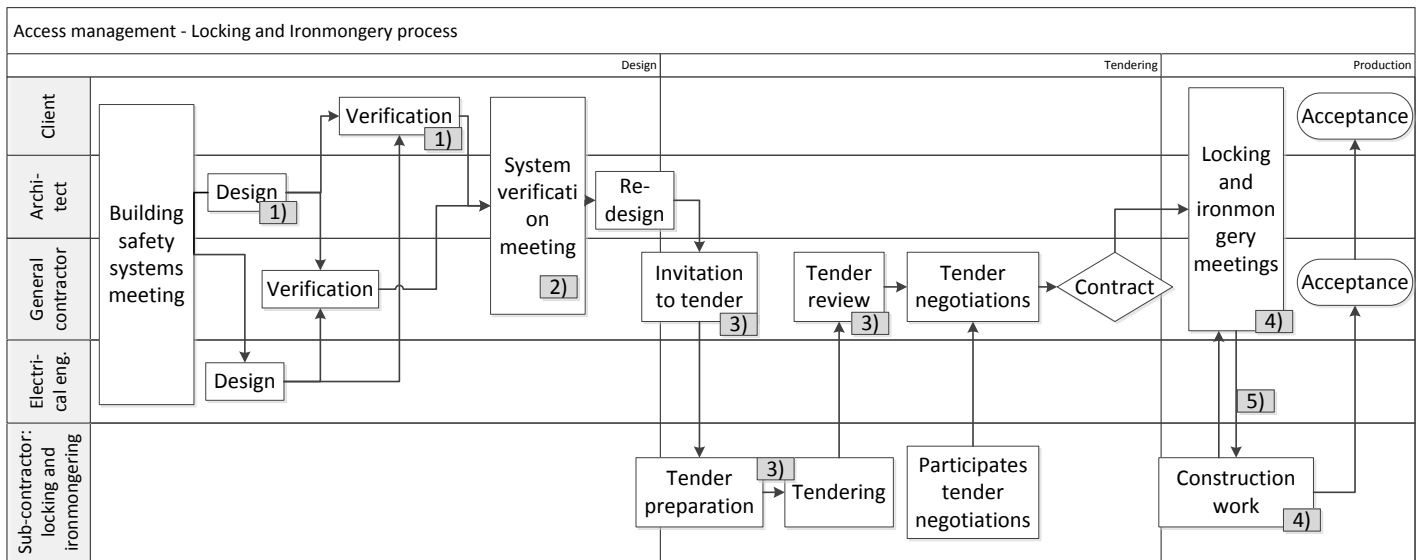 Access management - Locking and Ironmongery process
Design
Tendering
Production
Client
Verification
1)
Acceptance
Archi-
tect
Design
1)
Building
safety
systems
meeting
System
verificati
on
meeting
2)
Re-
design
Locking
and
ironmon
gery
meetings
4)
General
contractor
Verification
Invitation
to tender
3)
Tender
review
3)
Tender
negotiations
Contract
Acceptance
Electri-
cal eng.
Design
5)
Sub-contractor:
locking and
ironmongering
Tender
preparation
3)
Tendering
Participates
tender
negotiations
Construction
work
4)